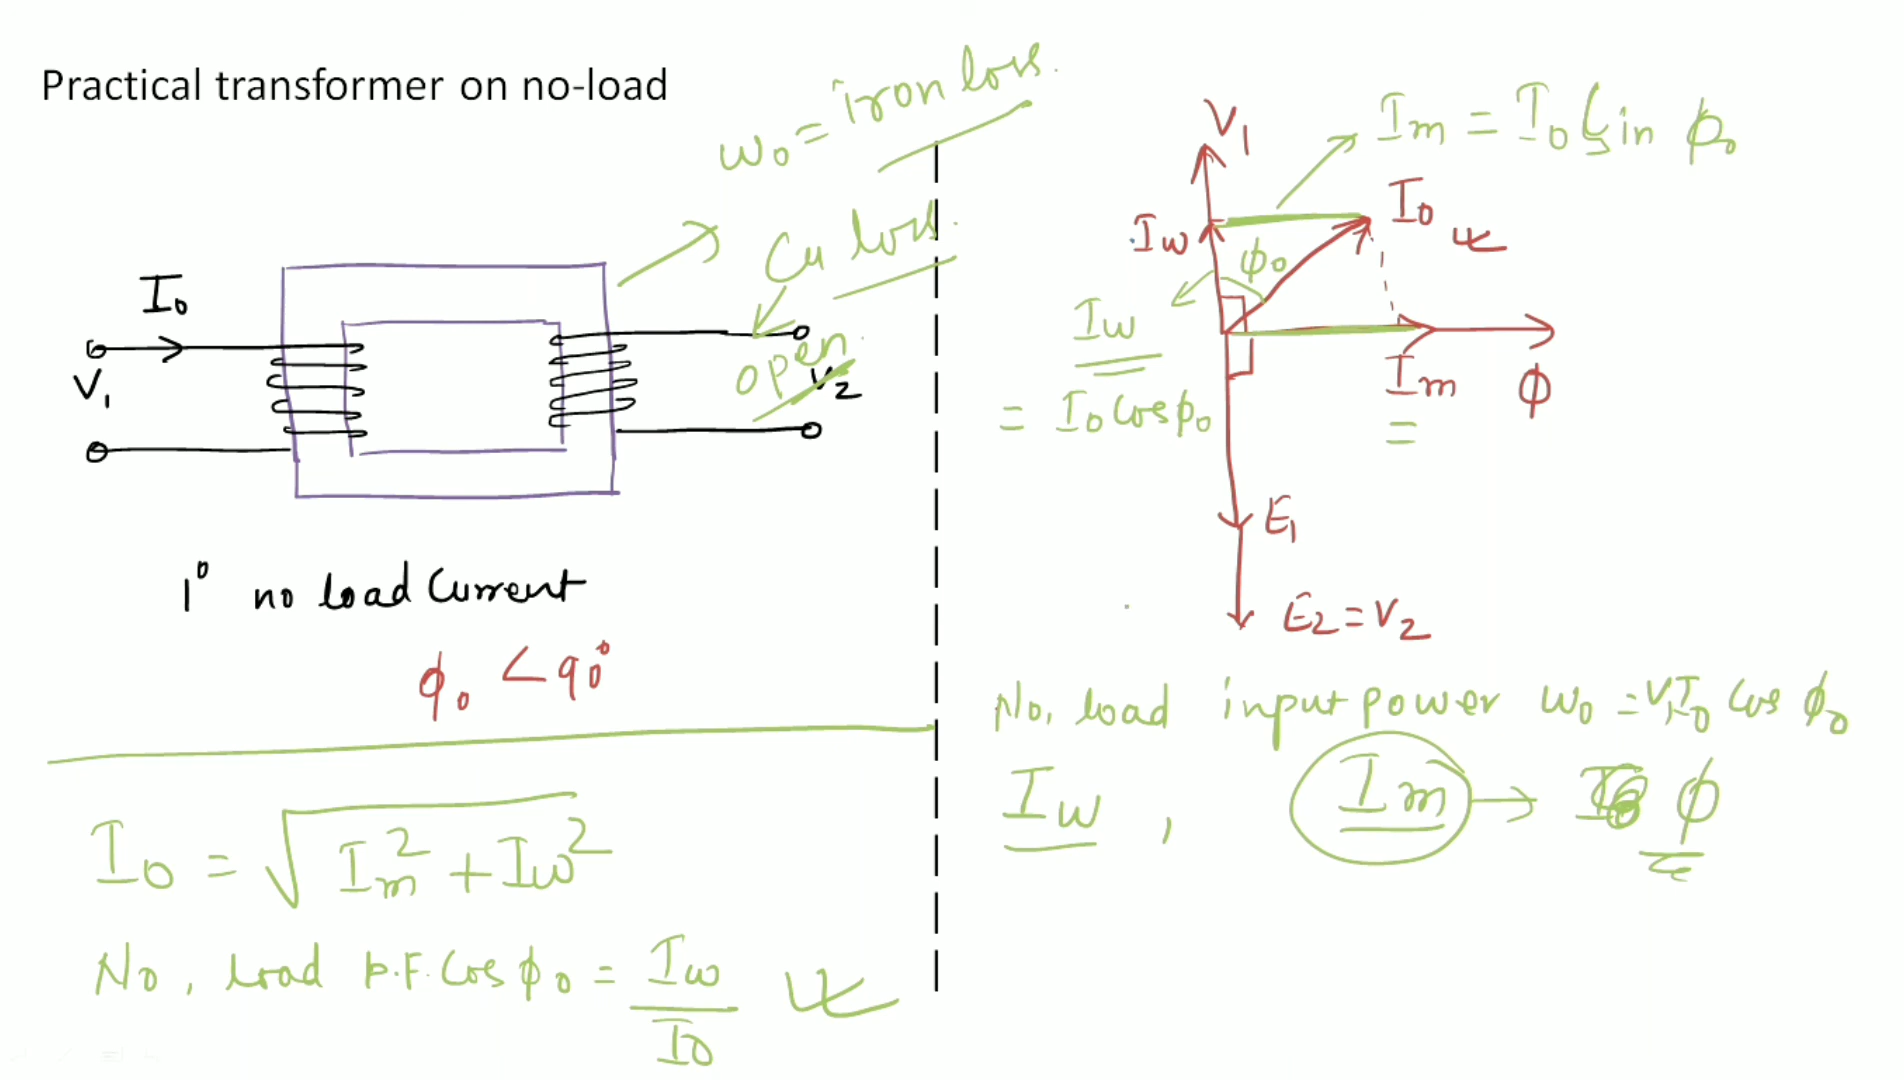 Practical transformer on no-load
W₀ = iron loss.
Cu loss.
I₀
V₁
open
V₂
1° no load Current
ϕ₀ < 90°
I₀ = √(Im² + Iw²)
No, load p.F. Cos ϕ₀ = Iw / I₀
V₁
Im = I₀ Sin ϕ₀
I₀
Iw
ϕ₀
Iw
= I₀ Cosϕ₀
Im
=
ϕ
E₁
E₂ = V₂
No, load input power W₀ = V₁I₀ Cos ϕ₀
Iw , Im → ϕ